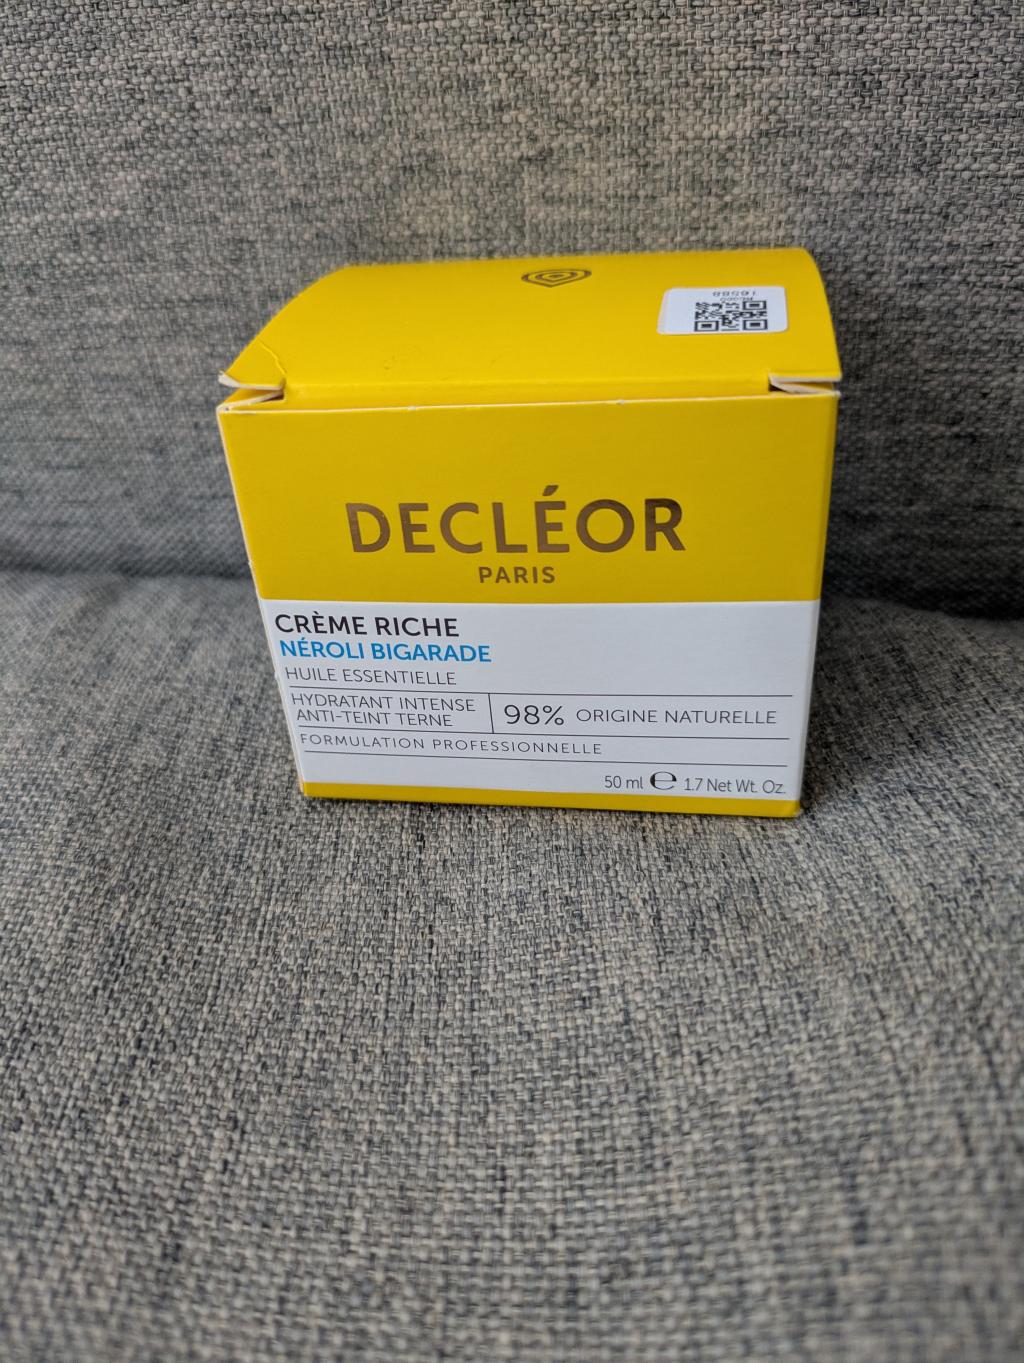 16588
DECLÉOR
PARIS
CRÈME RICHE
NÉROLI BIGARADE
HUILE ESSENTIELLE
HYDRATANT INTENSE
ANTI-TEINT TERNE
98% ORIGINE NATURELLE
FORMULATION PROFESSIONNELLE
50 ml ℮ 1.7 Net Wt. Oz.